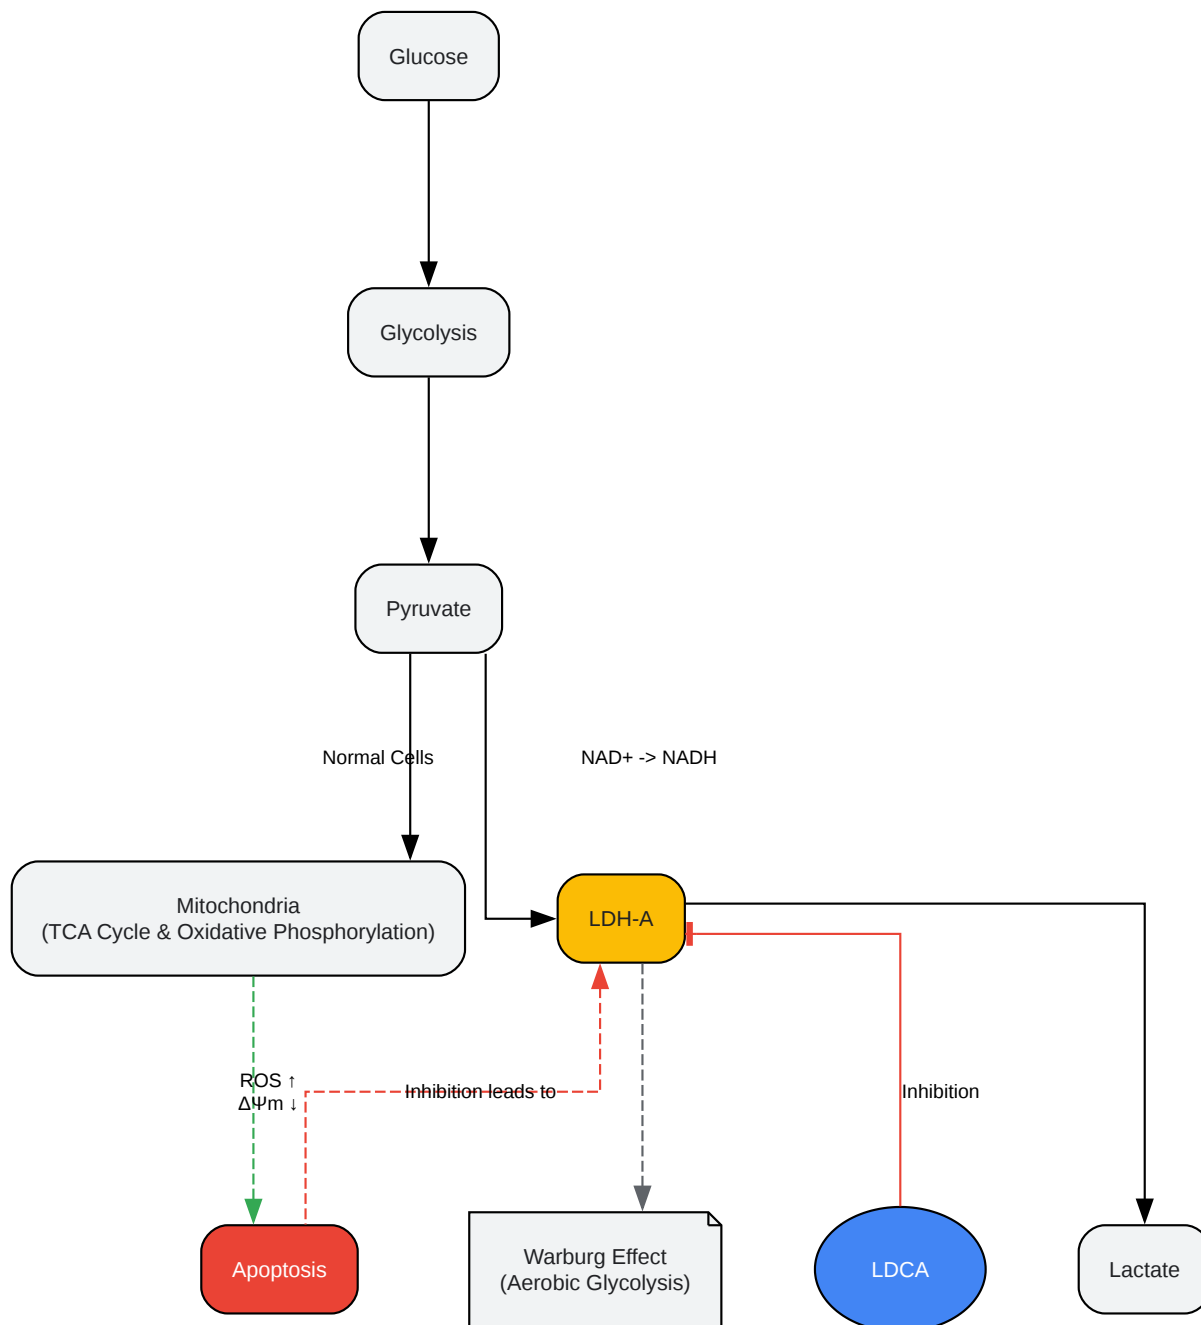 Glucose
Glycolysis
Pyruvate
Normal Cells
NAD+ -> NADH
Mitochondria
(TCA Cycle & Oxidative Phosphorylation)
LDH-A
ROS ↑
ΔΨm ↓
Inhibition leads to
Inhibition
Apoptosis
Warburg Effect
(Aerobic Glycolysis)
LDCA
Lactate